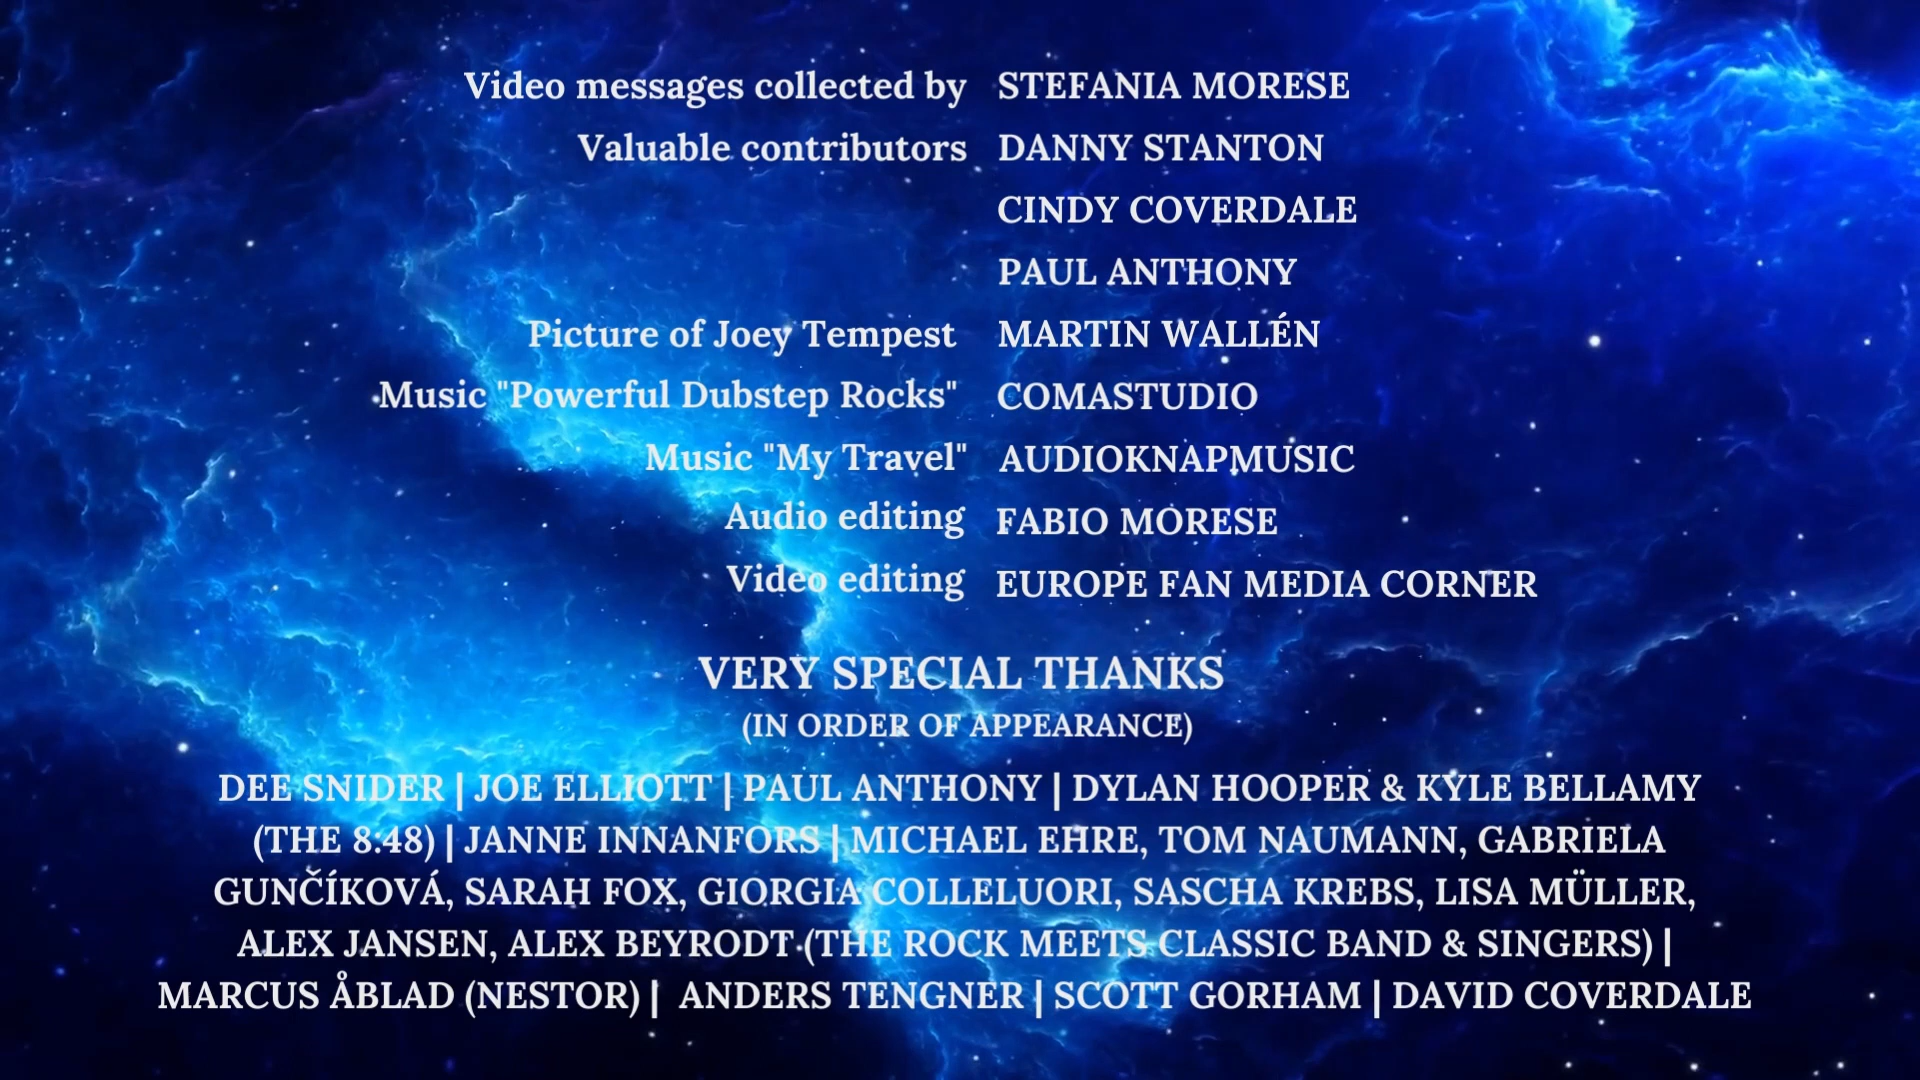 Video messages collected by STEFANIA MORESE
Valuable contributors DANNY STANTON
CINDY COVERDALE
PAUL ANTHONY
Picture of Joey Tempest MARTIN WALLÉN
Music "Powerful Dubstep Rocks" COMASTUDIO
Music "My Travel" AUDIOKNAPMUSIC
Audio editing FABIO MORESE
Video editing EUROPE FAN MEDIA CORNER
VERY SPECIAL THANKS
(IN ORDER OF APPEARANCE)
DEE SNIDER | JOE ELLIOTT | PAUL ANTHONY | DYLAN HOOPER & KYLE BELLAMY
(THE 8:48) | JANNE INNANFORS | MICHAEL EHRE, TOM NAUMANN, GABRIELA
GUNČÍKOVÁ, SARAH FOX, GIORGIA COLLELUORI, SASCHA KREBS, LISA MÜLLER,
ALEX JANSEN, ALEX BEYRODT (THE ROCK MEETS CLASSIC BAND & SINGERS) |
MARCUS ÅBLAD (NESTOR) | ANDERS TENGNER | SCOTT GORHAM | DAVID COVERDALE